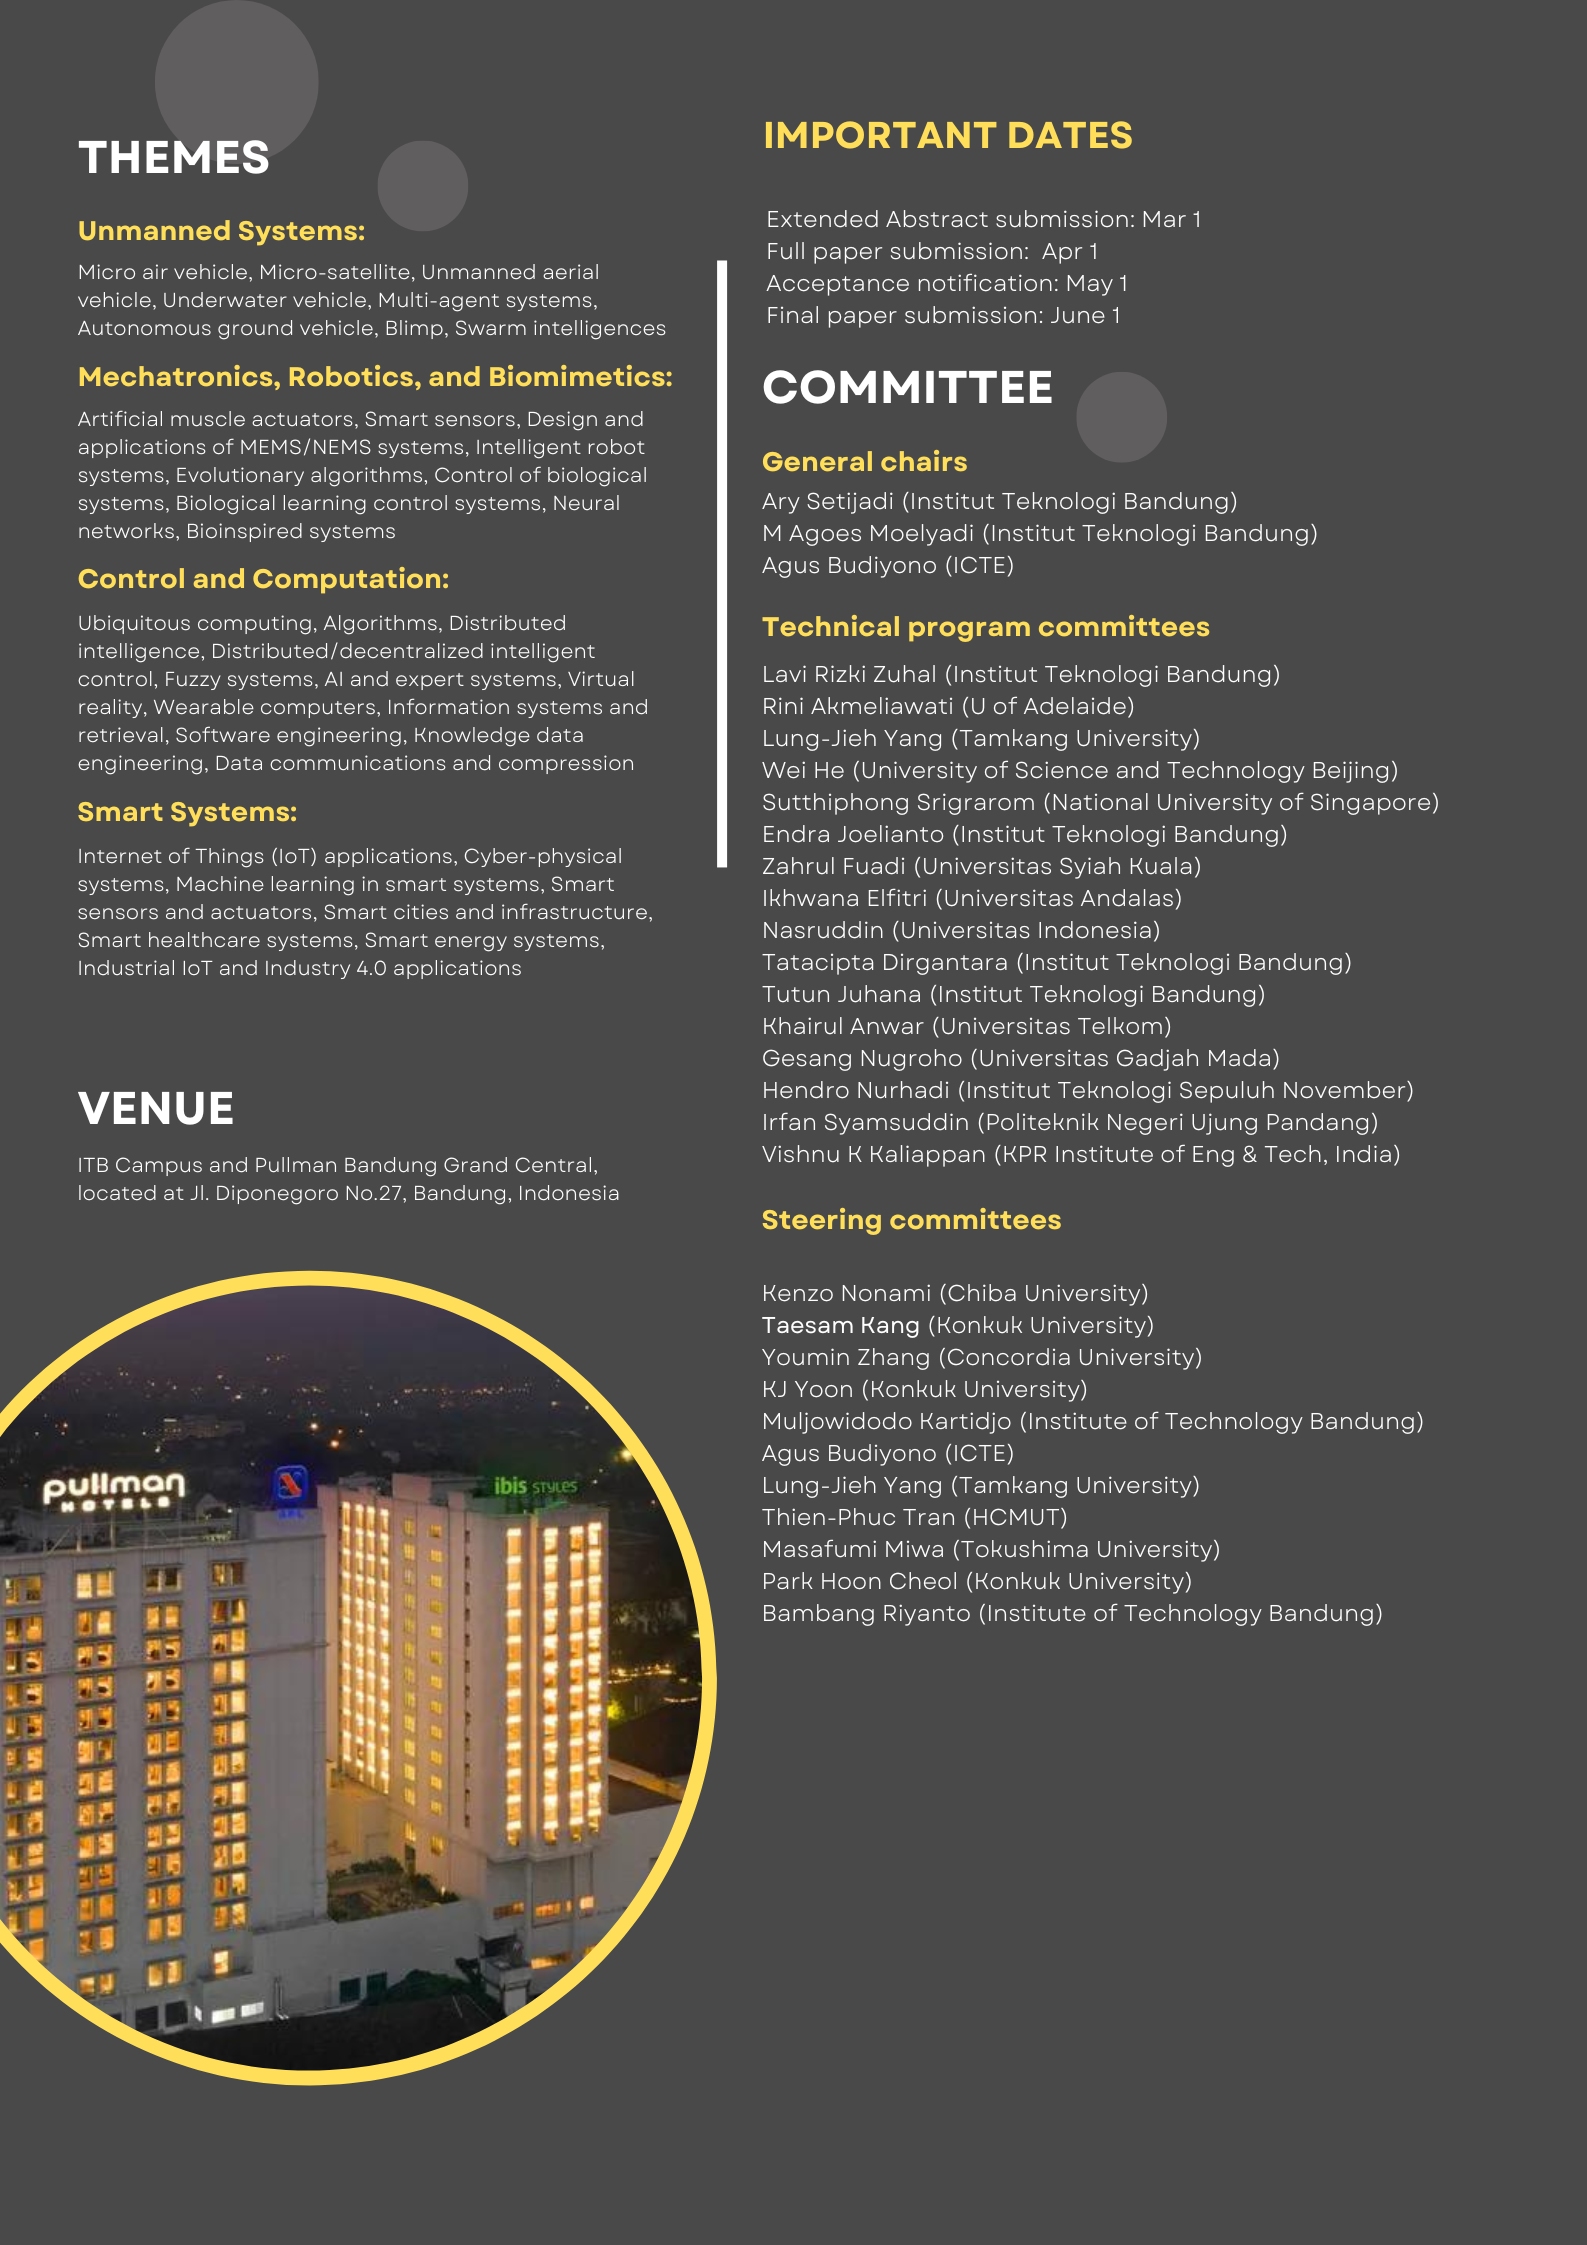 THEMES
Unmanned Systems:
Micro air vehicle, Micro-satellite, Unmanned aerial
vehicle, Underwater vehicle, Multi-agent systems,
Autonomous ground vehicle, Blimp, Swarm intelligences
Mechatronics, Robotics, and Biomimetics:
Artificial muscle actuators, Smart sensors, Design and
applications of MEMS/NEMS systems, Intelligent robot
systems, Evolutionary algorithms, Control of biological
systems, Biological learning control systems, Neural
networks, Bioinspired systems
Control and Computation:
Ubiquitous computing, Algorithms, Distributed
intelligence, Distributed/decentralized intelligent
control, Fuzzy systems, AI and expert systems, Virtual
reality, Wearable computers, Information systems and
retrieval, Software engineering, Knowledge data
engineering, Data communications and compression
Smart Systems:
Internet of Things (IoT) applications, Cyber-physical
systems, Machine learning in smart systems, Smart
sensors and actuators, Smart cities and infrastructure,
Smart healthcare systems, Smart energy systems,
Industrial IoT and Industry 4.0 applications
VENUE
ITB Campus and Pullman Bandung Grand Central,
located at Jl. Diponegoro No.27, Bandung, Indonesia
pullman
HOTELS
ibis STYLES
IMPORTANT DATES
Extended Abstract submission: Mar 1
Full paper submission:  Apr 1
Acceptance notification: May 1
Final paper submission: June 1
COMMITTEE
General chairs
Ary Setijadi (Institut Teknologi Bandung)
M Agoes Moelyadi (Institut Teknologi Bandung)
Agus Budiyono (ICTE)
Technical program committees
Lavi Rizki Zuhal (Institut Teknologi Bandung)
Rini Akmeliawati (U of Adelaide)
Lung-Jieh Yang (Tamkang University)
Wei He (University of Science and Technology Beijing)
Sutthiphong Srigrarom (National University of Singapore)
Endra Joelianto (Institut Teknologi Bandung)
Zahrul Fuadi (Universitas Syiah Kuala)
Ikhwana Elfitri (Universitas Andalas)
Nasruddin (Universitas Indonesia)
Tatacipta Dirgantara (Institut Teknologi Bandung)
Tutun Juhana (Institut Teknologi Bandung)
Khairul Anwar (Universitas Telkom)
Gesang Nugroho (Universitas Gadjah Mada)
Hendro Nurhadi (Institut Teknologi Sepuluh November)
Irfan Syamsuddin (Politeknik Negeri Ujung Pandang)
Vishnu K Kaliappan (KPR Institute of Eng & Tech, India)
Steering committees
Kenzo Nonami (Chiba University)
Taesam Kang (Konkuk University)
Youmin Zhang (Concordia University)
KJ Yoon (Konkuk University)
Muljowidodo Kartidjo (Institute of Technology Bandung)
Agus Budiyono (ICTE)
Lung-Jieh Yang (Tamkang University)
Thien-Phuc Tran (HCMUT)
Masafumi Miwa (Tokushima University)
Park Hoon Cheol (Konkuk University)
Bambang Riyanto (Institute of Technology Bandung)